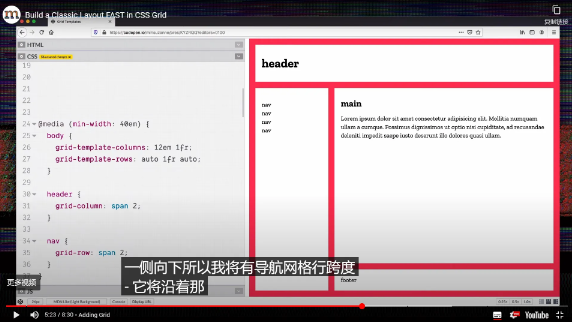 Build a Classic Layout FAST in CSS Grid
复制链接
HTML
CSS
19
20
21
22
23
24 @media (min-width: 40em) {
25 body {
26 grid-template-columns: 12em 1fr;
27 grid-template-rows: auto 1fr auto;
28 }
29
30 header {
31 grid-column: span 2;
32 }
33
34 nav {
35 grid-row: span 2;
header
nav
nav
nav
nav
main
Lorem ipsum dolor sit amet consectetur adipisicing elit. Mollitia numquam
ullam a cumque. Possimus dignissimos ut optio nisi cupiditate, ad recusandae
deleniti impedit saepe iusto deserunt illo dolores quasi ullam.
footer
一侧向下所以我将有导航网格行跨度
- 它将沿着那
更多视频
5:23 / 8:30 • Adding Grid
YouTube